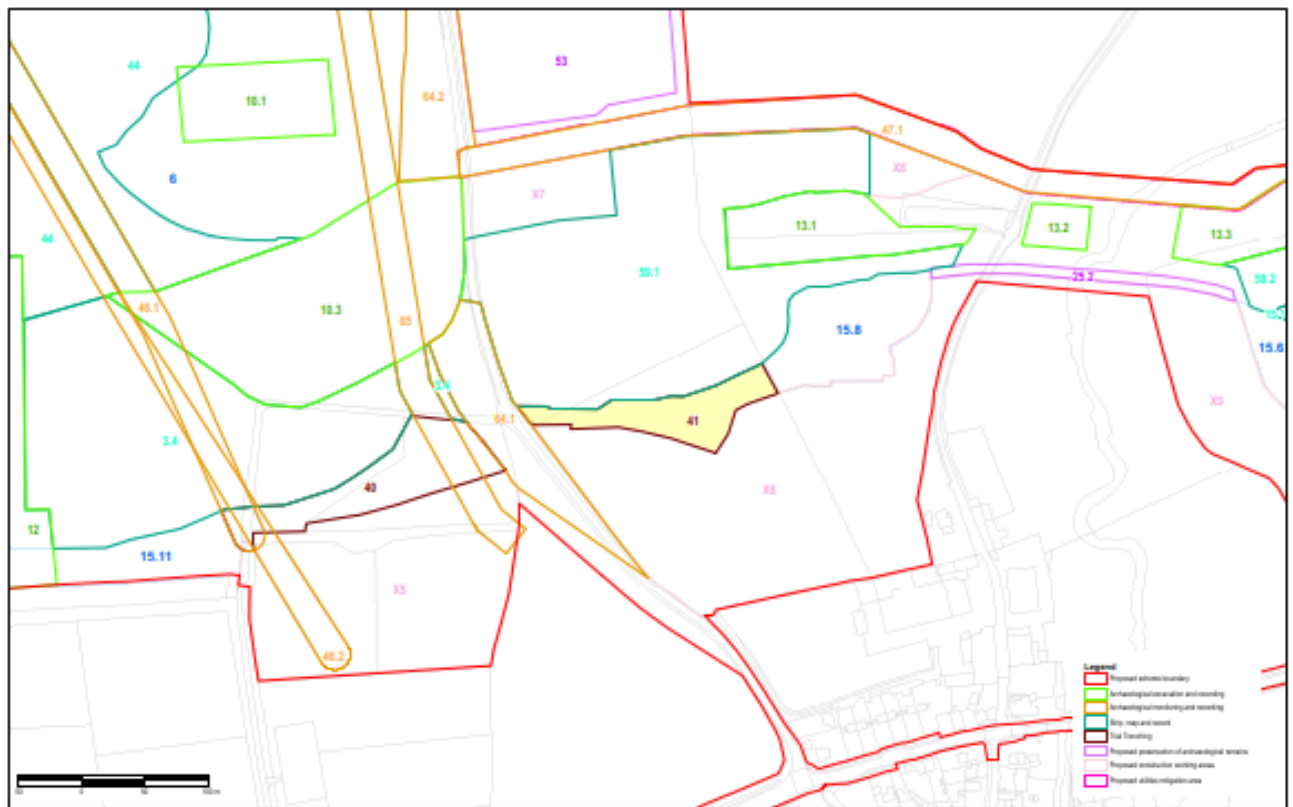 53
44
64.2
10.1
47.1
X8
6
X7
13.1
13.2
13.3
44
59.1
59.2
25.2
46.1
10.3
65
15.8
15.6
3.4
X9
64.1
41
3.4
40
X6
12
15.11
X5
46.2
Legend
Proposed scheme boundary
Archaeological excavation and recording
Archaeological monitoring and recording
Strip, map and record
Trial Trenching
Proposed preservation of archaeological remains
Proposed construction working areas
Proposed utilities mitigation area
50 0 50 100 m